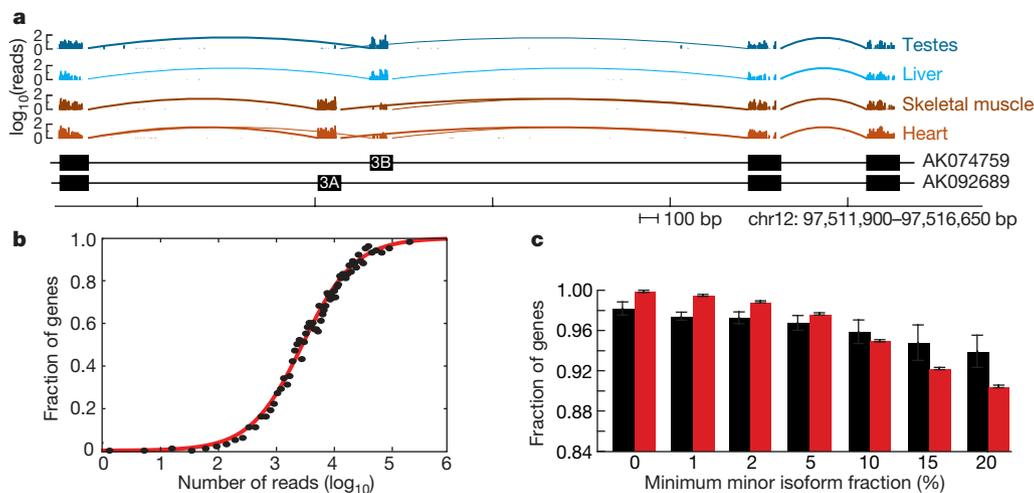 a
log10(reads)
2
0
Testes
2
0
Liver
2
0
Skeletal muscle
2
0
Heart
3B
AK074759
3A
AK092689
100 bp
chr12: 97,511,900–97,516,650 bp
b
Fraction of genes
1.0
0.8
0.6
0.4
0.2
0
0 1 2 3 4 5 6
Number of reads (log10)
c
Fraction of genes
1.00
0.96
0.92
0.88
0.84
0 1 2 5 10 15 20
Minimum minor isoform fraction (%)